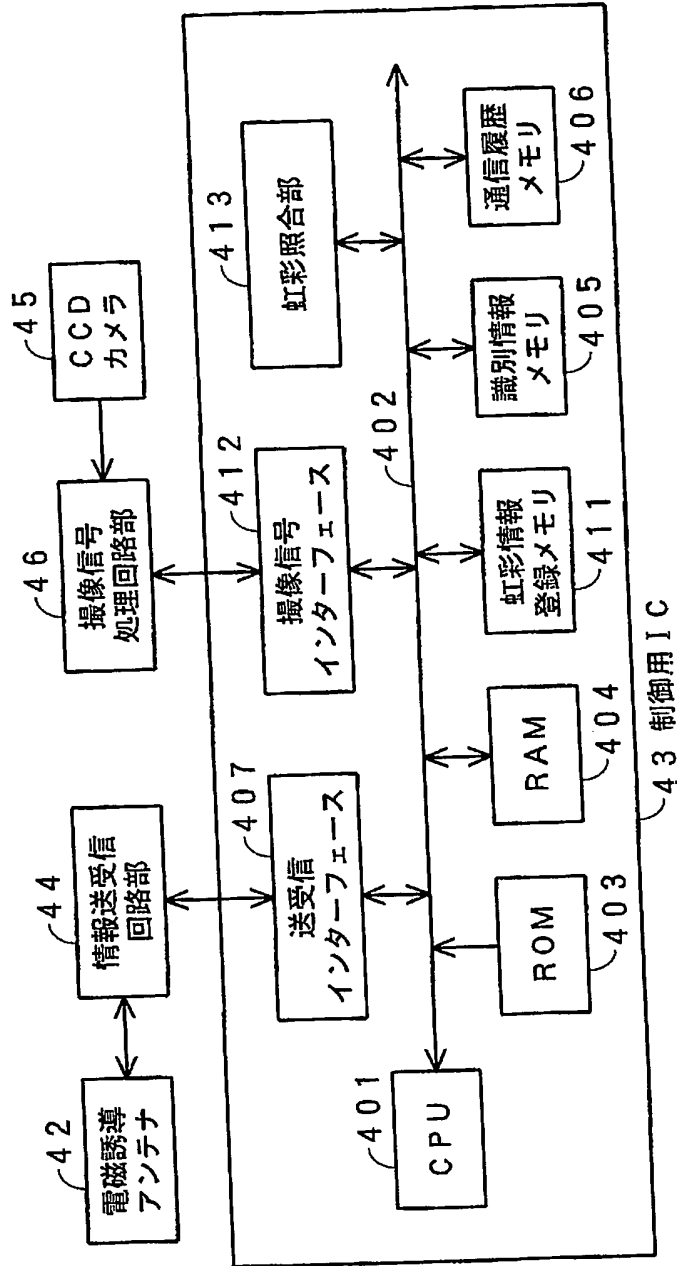 42
電磁誘導
アンテナ
44
情報送受信
回路部
46
撮像信号
処理回路部
45
CCD
カメラ
407
送受信
インターフェース
412
撮像信号
インターフェース
413
虹彩照合部
402
401
CPU
ROM
403
RAM
404
虹彩情報
登録メモリ
411
識別情報
メモリ
405
通信履歴
メモリ
406
43 制御用IC